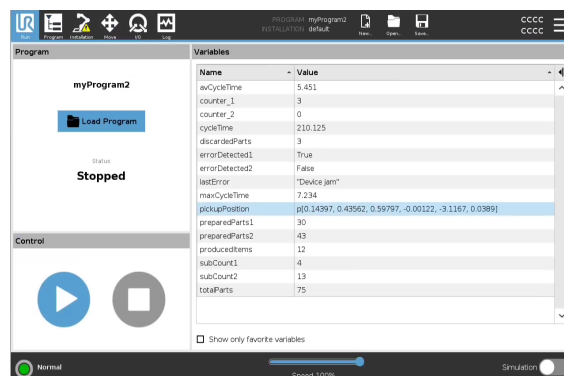 UR
PROGRAM myProgram2
INSTALLATION default
CCCC
CCCC
Run
Program
Installation
Move
I/O
Log
New...
Open...
Save...
Program
Variables
Name
Value
myProgram2
Load Program
Status
Stopped
avCycleTime 5.451
counter_1 3
counter_2 0
cycleTime 210.125
discardedParts 3
errorDetected1 True
errorDetected2 False
lastError "Device jam"
maxCycleTime 7.234
pickupPosition p[0.14397, 0.43562, 0.59797, -0.00122, -3.1167, 0.0389]
preparedParts1 30
preparedParts2 43
producedItems 12
subCount1 4
subCount2 13
totalParts 75
Control
Show only favorite variables
Normal
Speed 100%
Simulation